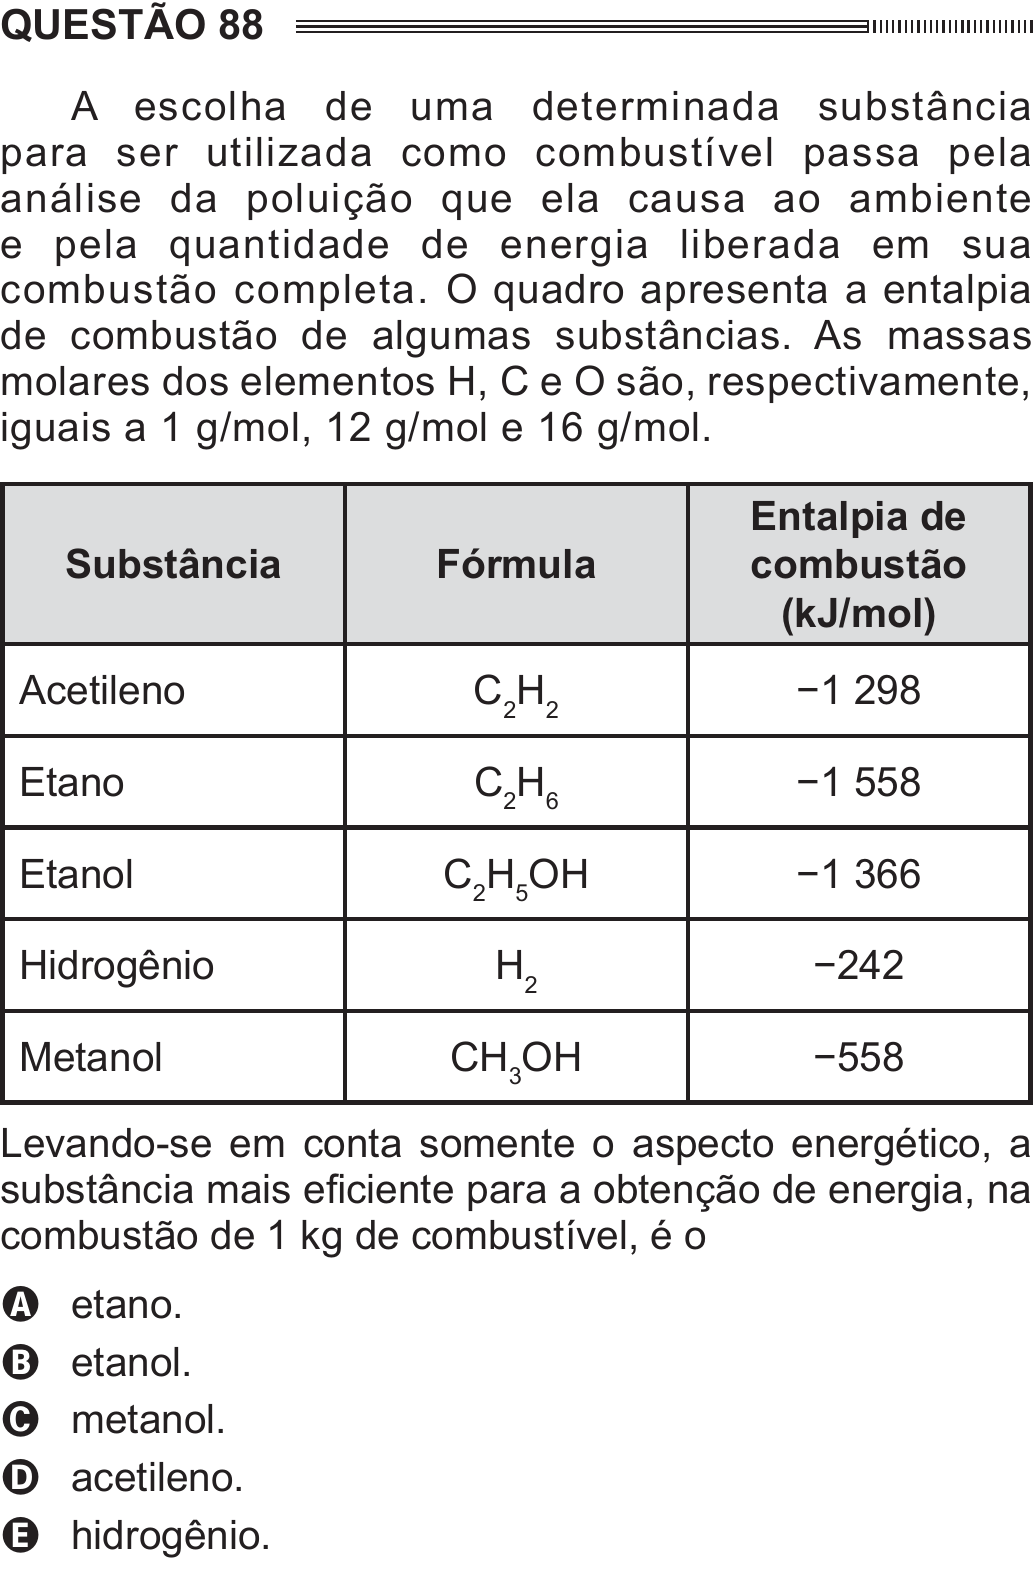 QUESTÃO 88
A escolha de uma determinada substância
para ser utilizada como combustível passa pela
análise da poluição que ela causa ao ambiente
e pela quantidade de energia liberada em sua
combustão completa. O quadro apresenta a entalpia
de combustão de algumas substâncias. As massas
molares dos elementos H, C e O são, respectivamente,
iguais a 1 g/mol, 12 g/mol e 16 g/mol.
Substância Fórmula Entalpia de combustão (kJ/mol)
Acetileno C₂H₂ −1 298
Etano C₂H₆ −1 558
Etanol C₂H₅OH −1 366
Hidrogênio H₂ −242
Metanol CH₃OH −558
Levando-se em conta somente o aspecto energético, a
substância mais eficiente para a obtenção de energia, na
combustão de 1 kg de combustível, é o
A etano.
B etanol.
C metanol.
D acetileno.
E hidrogênio.